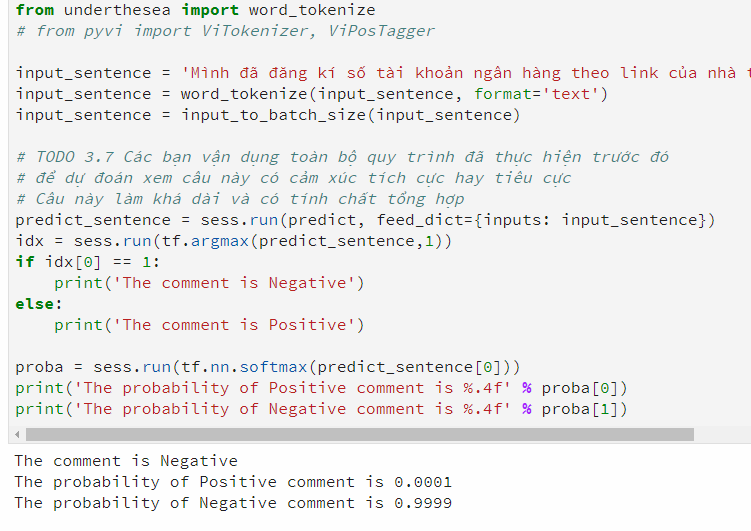 from underthesea import word_tokenize
# from pyvi import ViTokenizer, ViPosTagger
input_sentence = 'Mình đã đăng kí số tài khoản ngân hàng theo link của nhà
input_sentence = word_tokenize(input_sentence, format='text')
input_sentence = input_to_batch_size(input_sentence)
# TODO 3.7 Các bạn vận dụng toàn bộ quy trình đã thực hiện trước đó
# để dự đoán xem câu này có cảm xúc tích cực hay tiêu cực
# Câu này làm khá dài và có tính chất tổng hợp
predict_sentence = sess.run(predict, feed_dict={inputs: input_sentence})
idx = sess.run(tf.argmax(predict_sentence,1))
if idx[0] == 1:
    print('The comment is Negative')
else:
    print('The comment is Positive')
proba = sess.run(tf.nn.softmax(predict_sentence[0]))
print('The probability of Positive comment is %.4f' % proba[0])
print('The probability of Negative comment is %.4f' % proba[1])
The comment is Negative
The probability of Positive comment is 0.0001
The probability of Negative comment is 0.9999